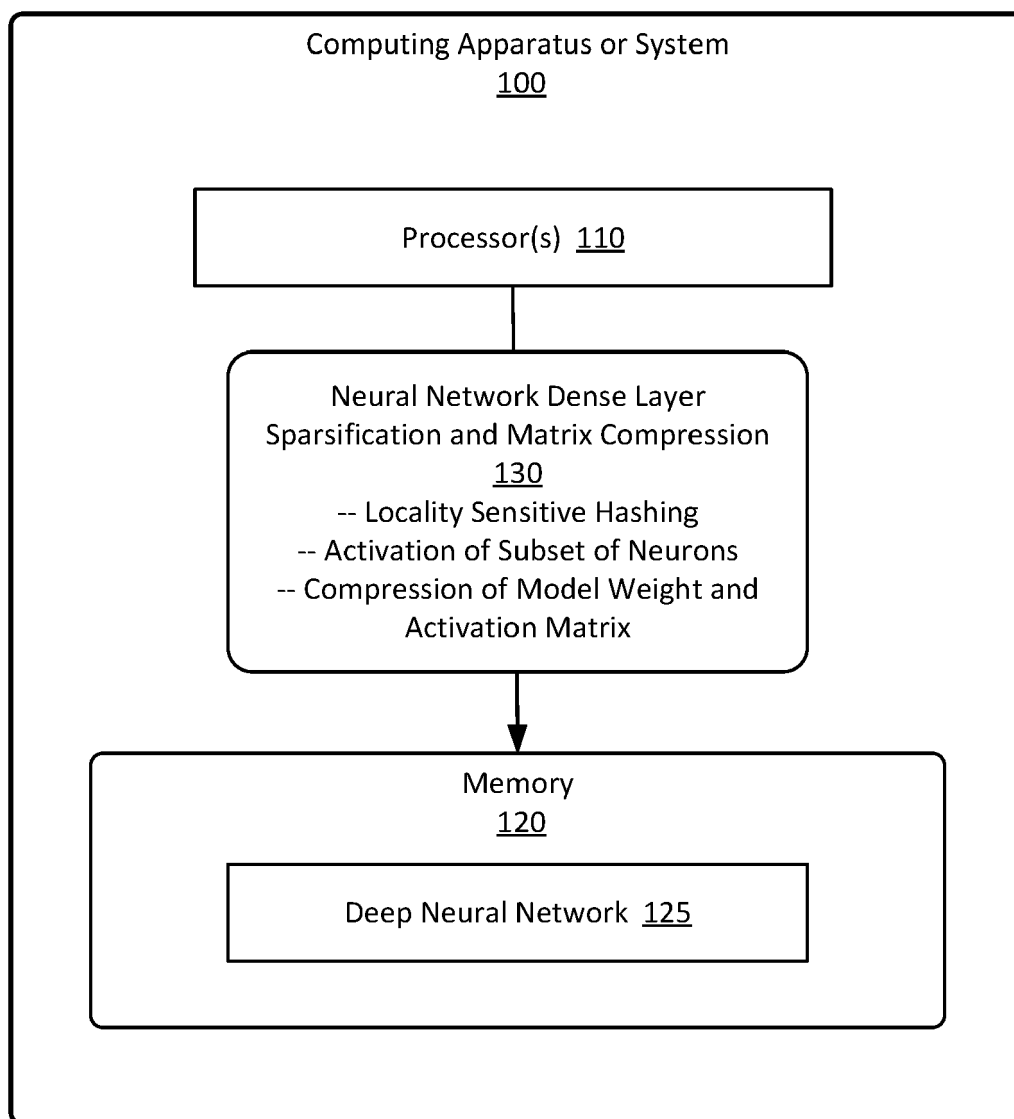 Computing Apparatus or System
100
Processor(s) 110
Neural Network Dense Layer
Sparsification and Matrix Compression
130
-- Locality Sensitive Hashing
-- Activation of Subset of Neurons
-- Compression of Model Weight and
Activation Matrix
Memory
120
Deep Neural Network 125